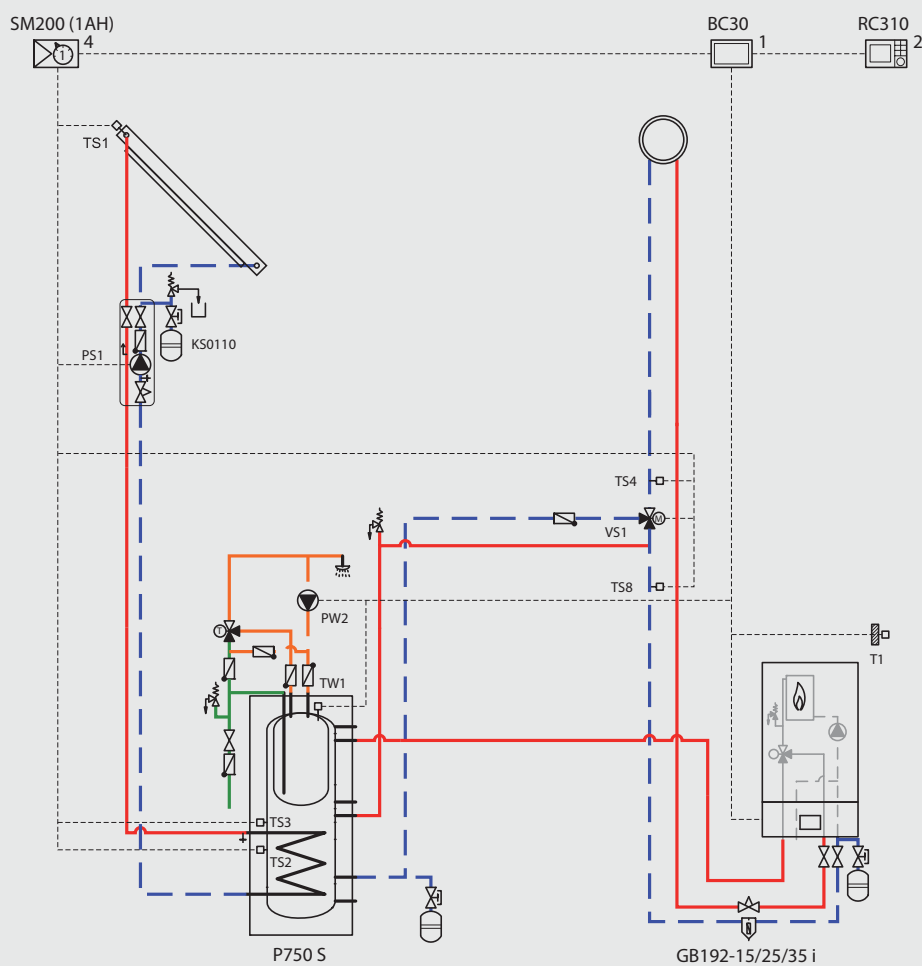 SM200 (1AH)
4
BC30
1
RC310
2
1
TS1
KS0110
PS1
TS4
M
VS1
TS8
PW2
T
T1
TW1
TS3
TS2
P750 S
GB192-15/25/35 i